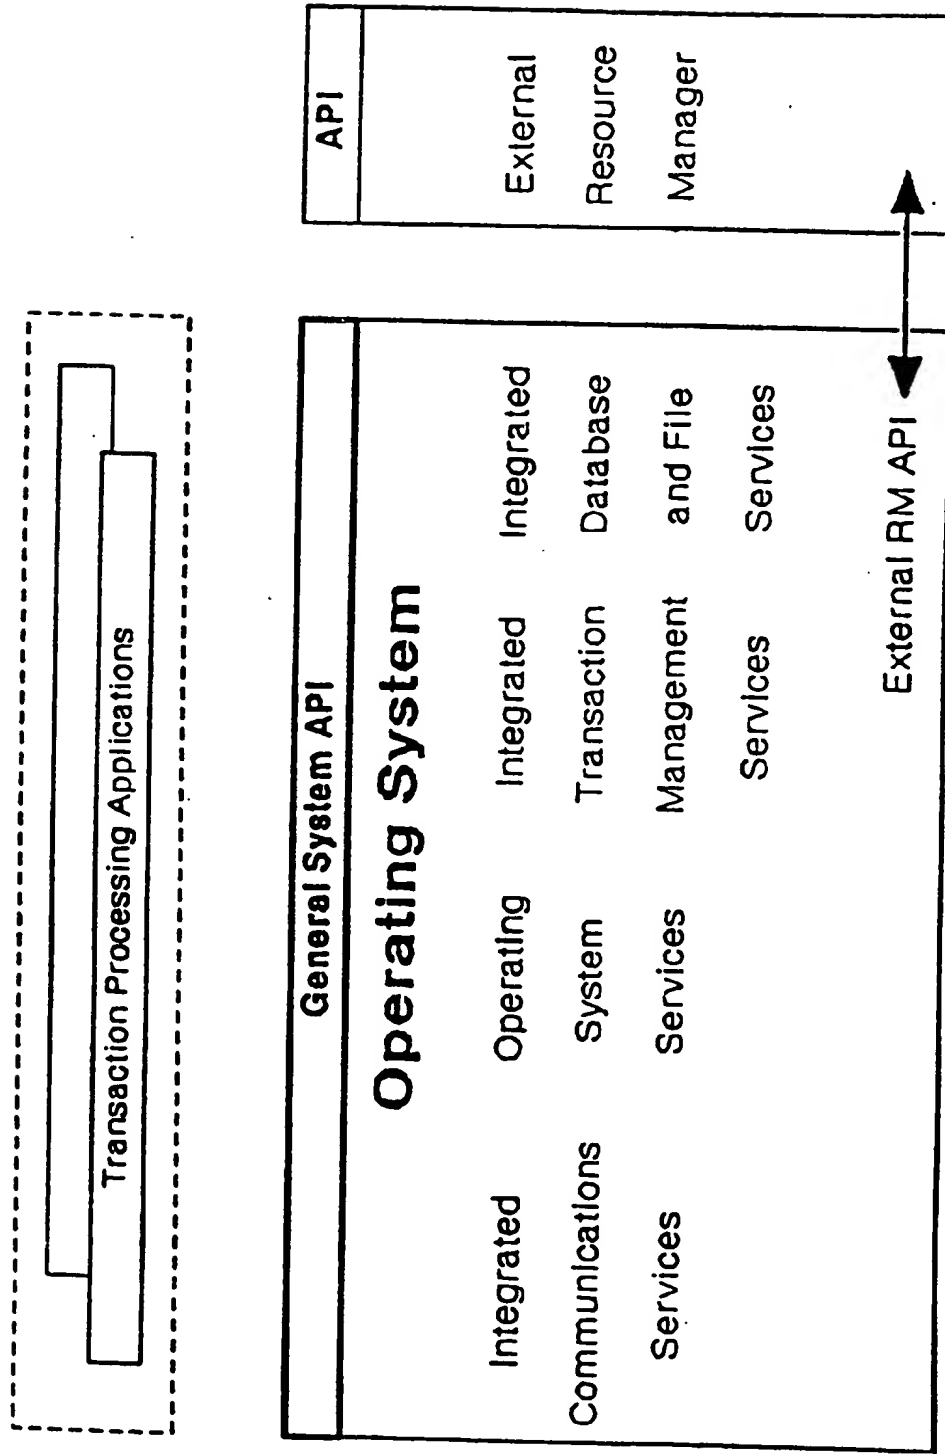 Transaction Processing Applications
General System API
Operating System
Integrated
Communications
Services
Operating
System
Services
Integrated
Transaction
Management
Services
Integrated
Database
and File
Services
External RM API
API
External
Resource
Manager